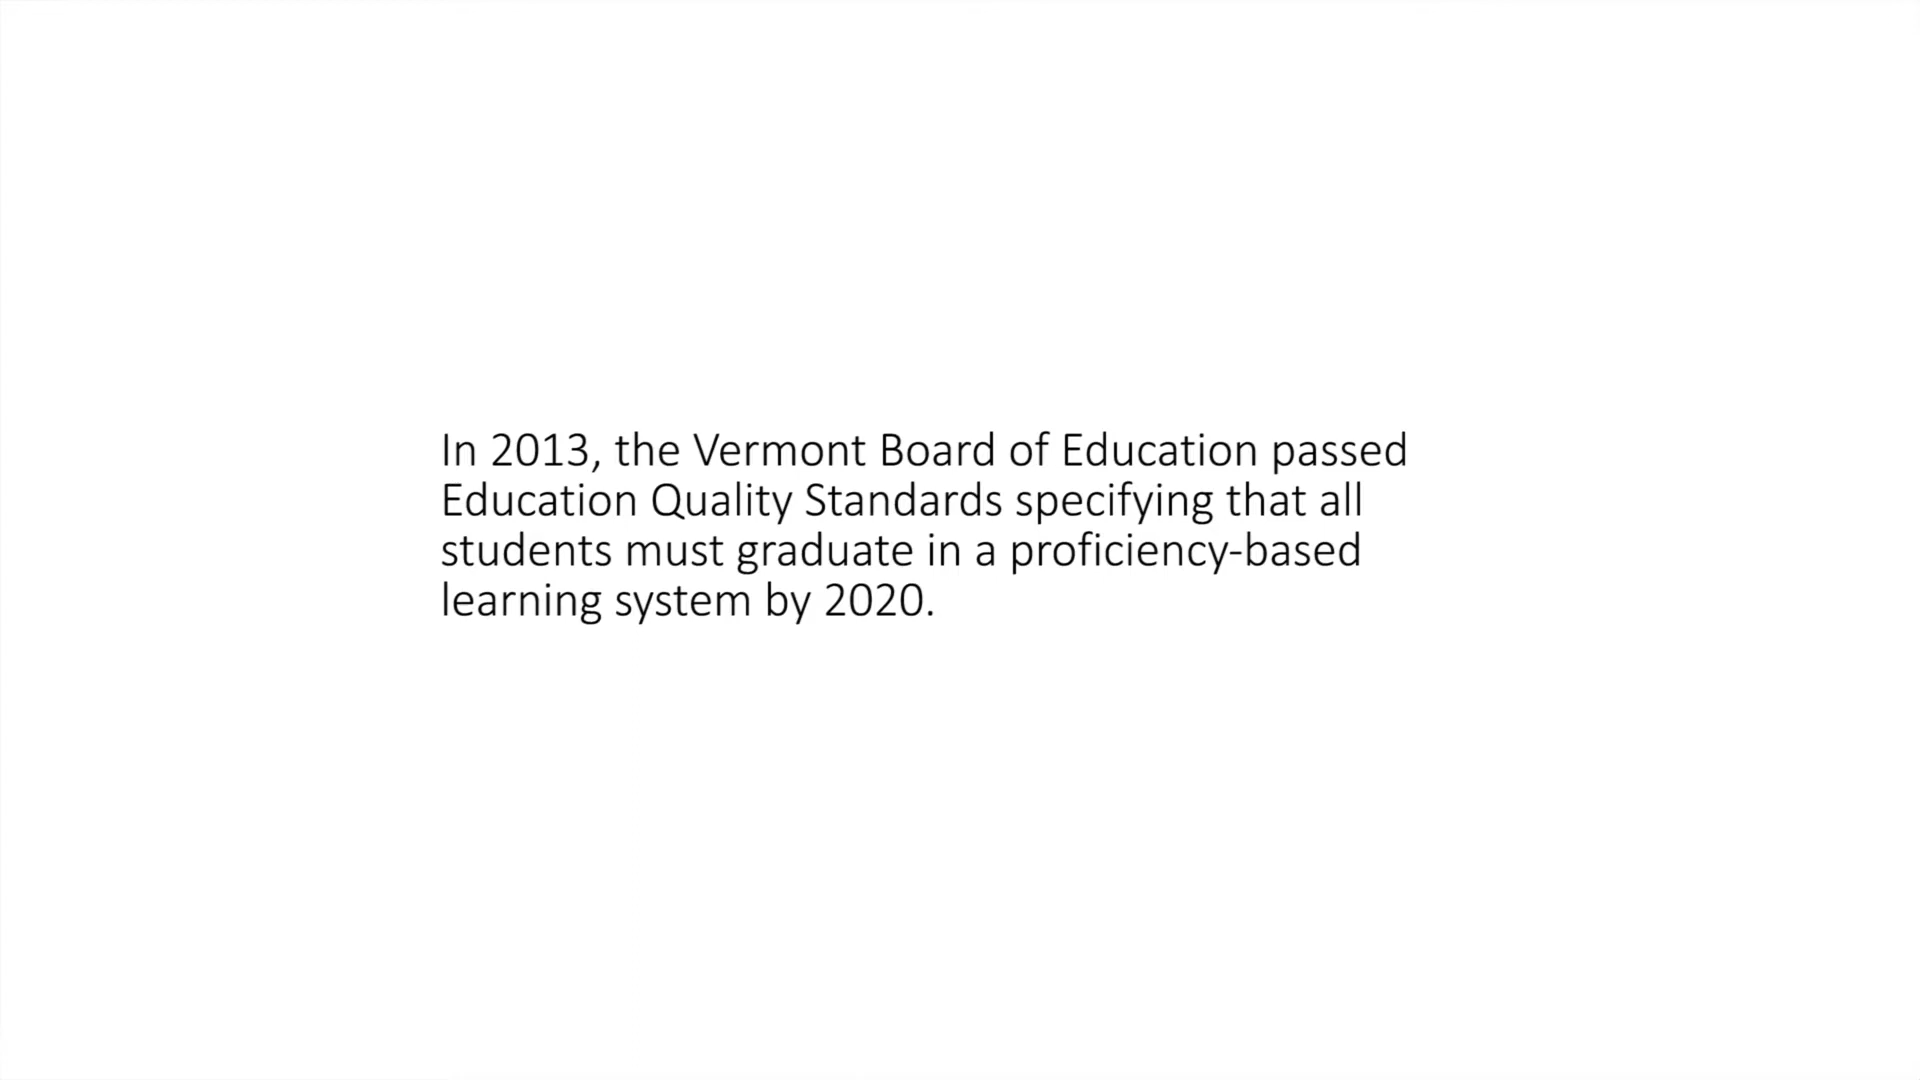 In 2013, the Vermont Board of Education passed
Education Quality Standards specifying that all
students must graduate in a proficiency-based
learning system by 2020.